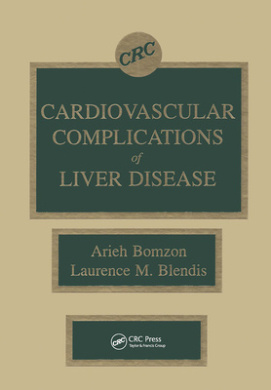 CRC
CARDIOVASCULAR
COMPLICATIONS
of
LIVER DISEASE
Arieh Bomzon
Laurence M. Blendis
CRC Press
Taylor & Francis Group